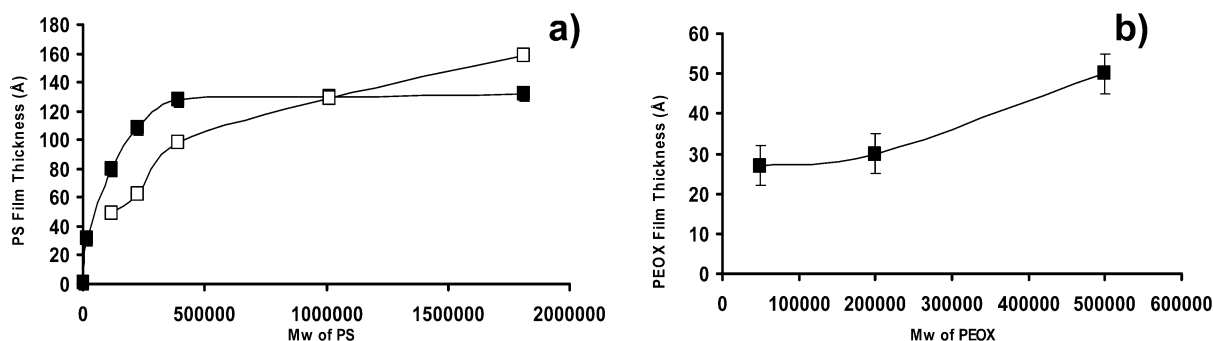 a)
PS Film Thickness (Å)
180
160
140
120
100
80
60
40
20
0
0 500000 1000000 1500000 2000000
Mw of PS
b)
PEOX Film Thickness (Å)
60
50
40
30
20
10
0
0 100000 200000 300000 400000 500000 600000
Mw of PEOX